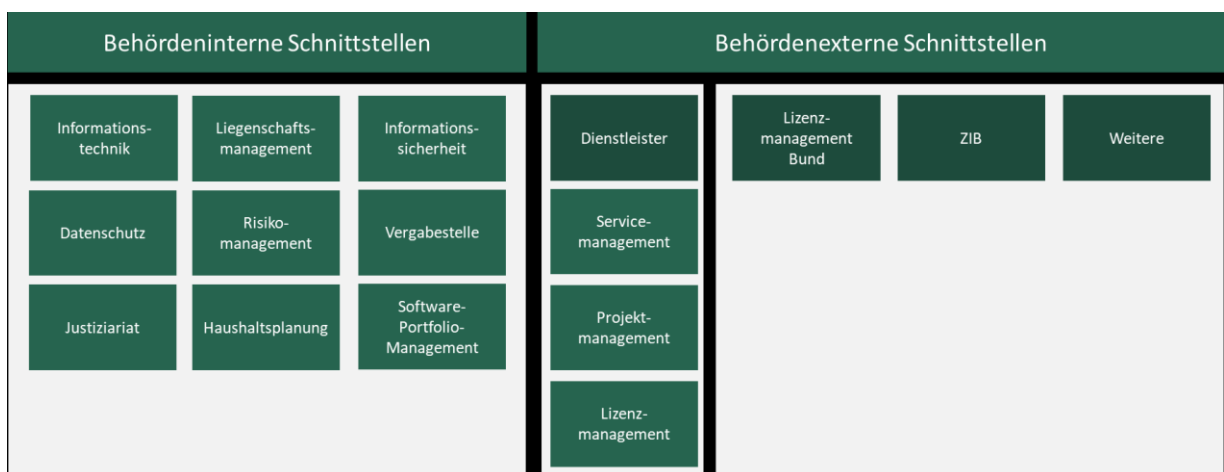 Behördeninterne Schnittstellen
Informations-
technik
Liegenschafts-
management
Informations-
sicherheit
Datenschutz
Risiko-
management
Vergabestelle
Justiziariat
Haushaltsplanung
Software-
Portfolio-
Management
Behördenexterne Schnittstellen
Dienstleister
Service-
management
Projekt-
management
Lizenz-
management
Lizenz-
management
Bund
ZIB
Weitere